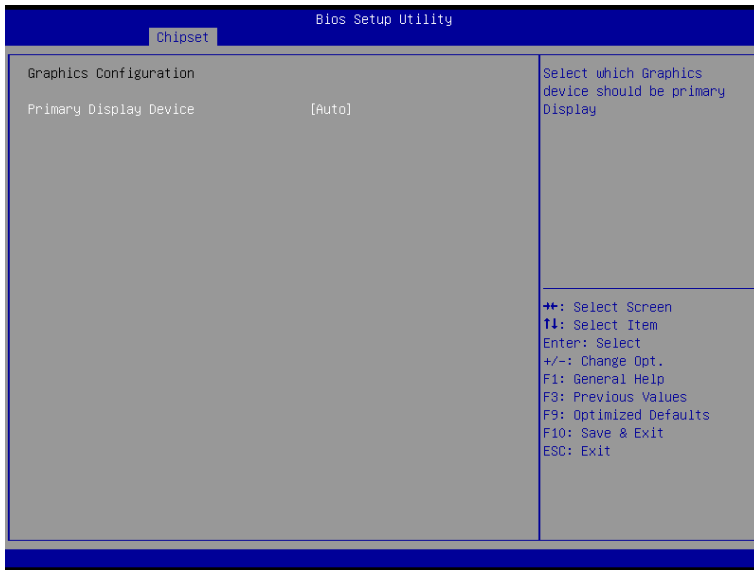 Bios Setup Utility
Chipset
Graphics Configuration
Primary Display Device [Auto]
Select which Graphics
device should be primary
Display
→←: Select Screen
↑↓: Select Item
Enter: Select
+/-: Change Opt.
F1: General Help
F3: Previous Values
F9: Optimized Defaults
F10: Save & Exit
ESC: Exit